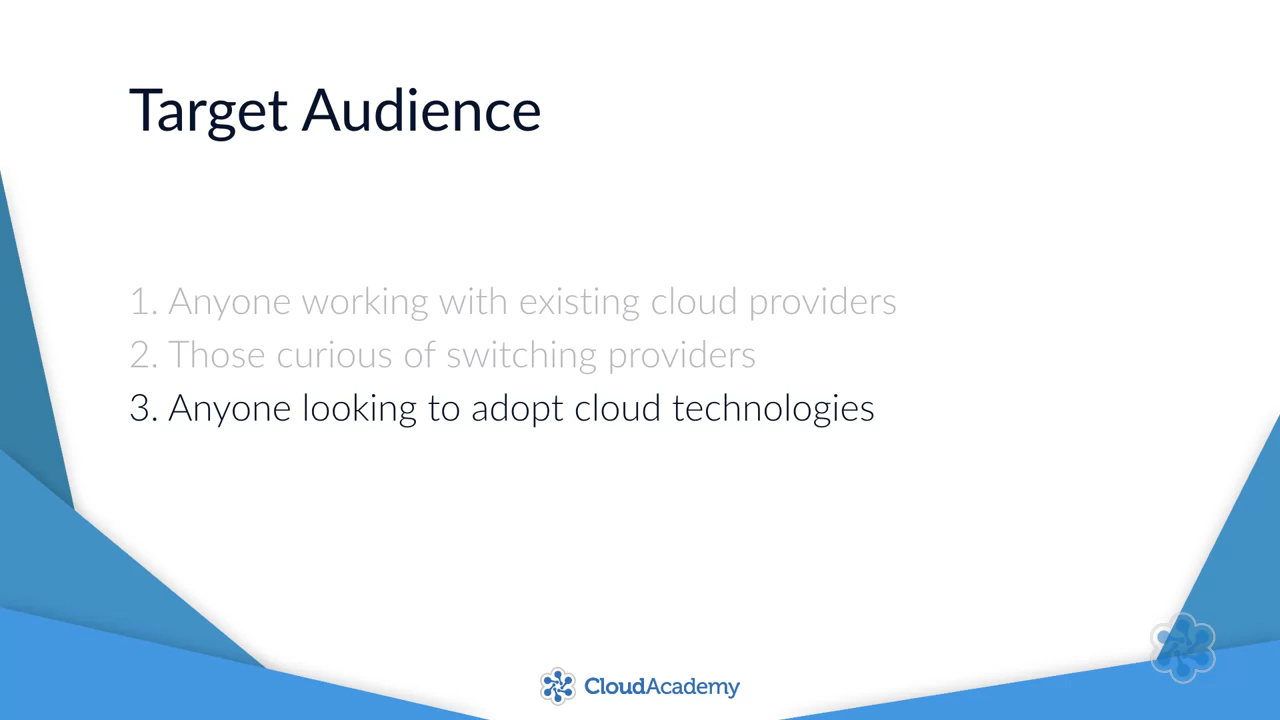 Target Audience
1. Anyone working with existing cloud providers
2. Those curious of switching providers
3. Anyone looking to adopt cloud technologies
CloudAcademy